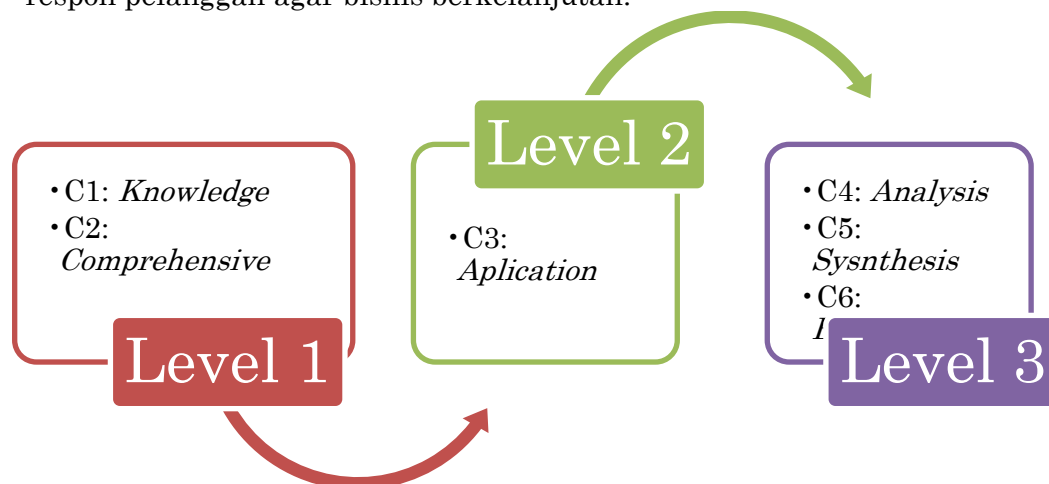 respon pelanggan agar bisnis berkelanjutan.
• C1: Knowledge
• C2:
Comprehensive
Level 1
Level 2
• C3:
Aplication
• C4: Analysis
• C5:
Sysnthesis
• C6:
Level 3